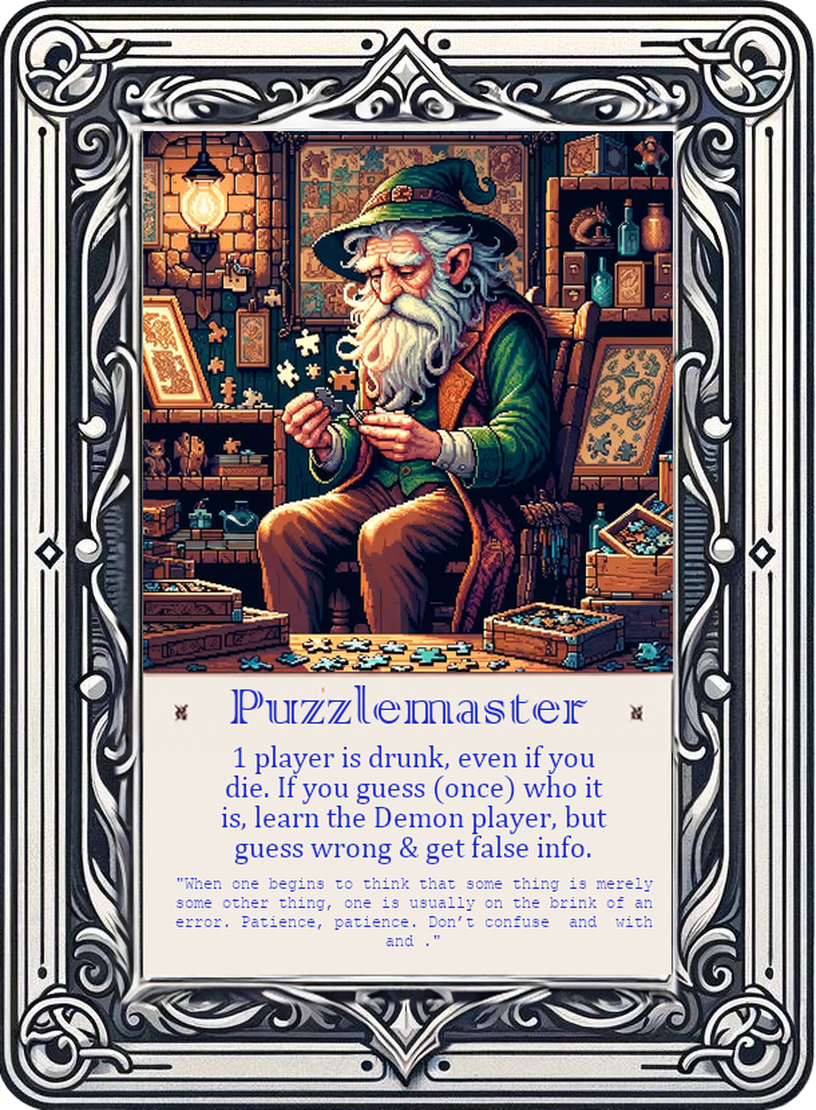 Puzzlemaster
1 player is drunk, even if you
die. If you guess (once) who it
is, learn the Demon player, but
guess wrong & get false info.
"When one begins to think that some thing is merely
some other thing, one is usually on the brink of an
error. Patience, patience. Don’t confuse and with
and ."